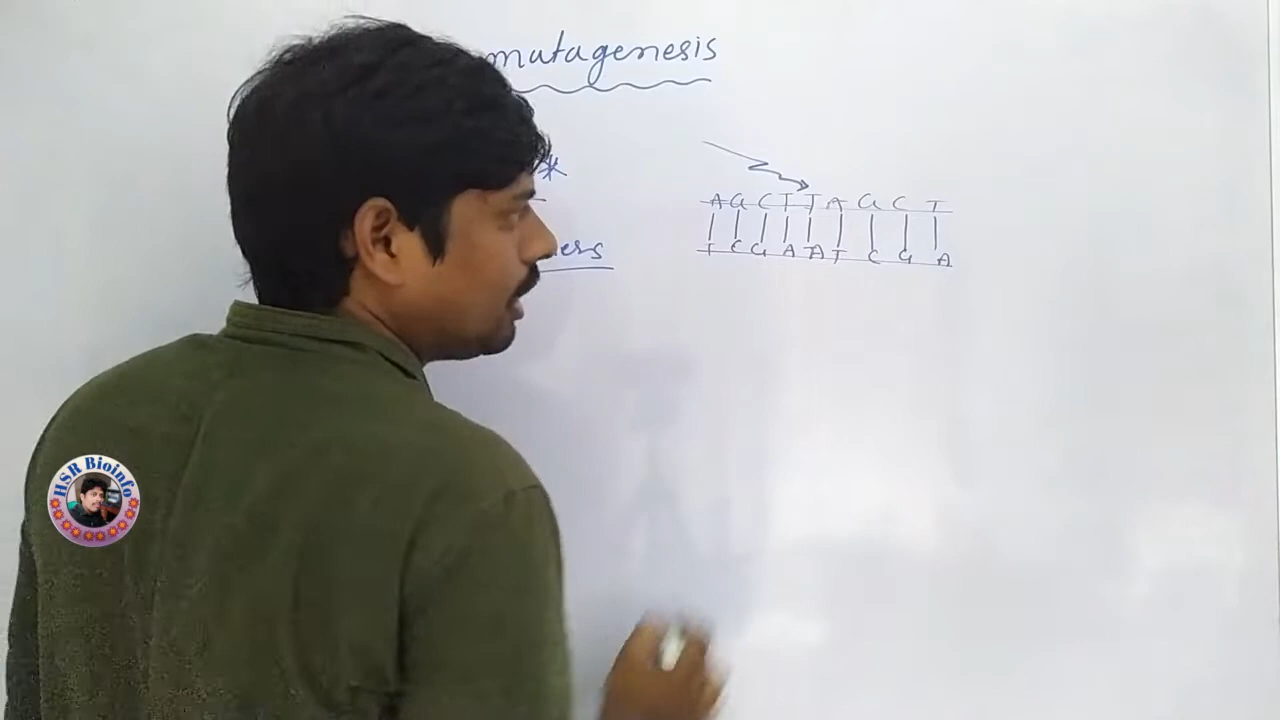 mutagenesis
*
A G C T T A G C T
ers
T C G A A T C G A
HSR Bioinfo